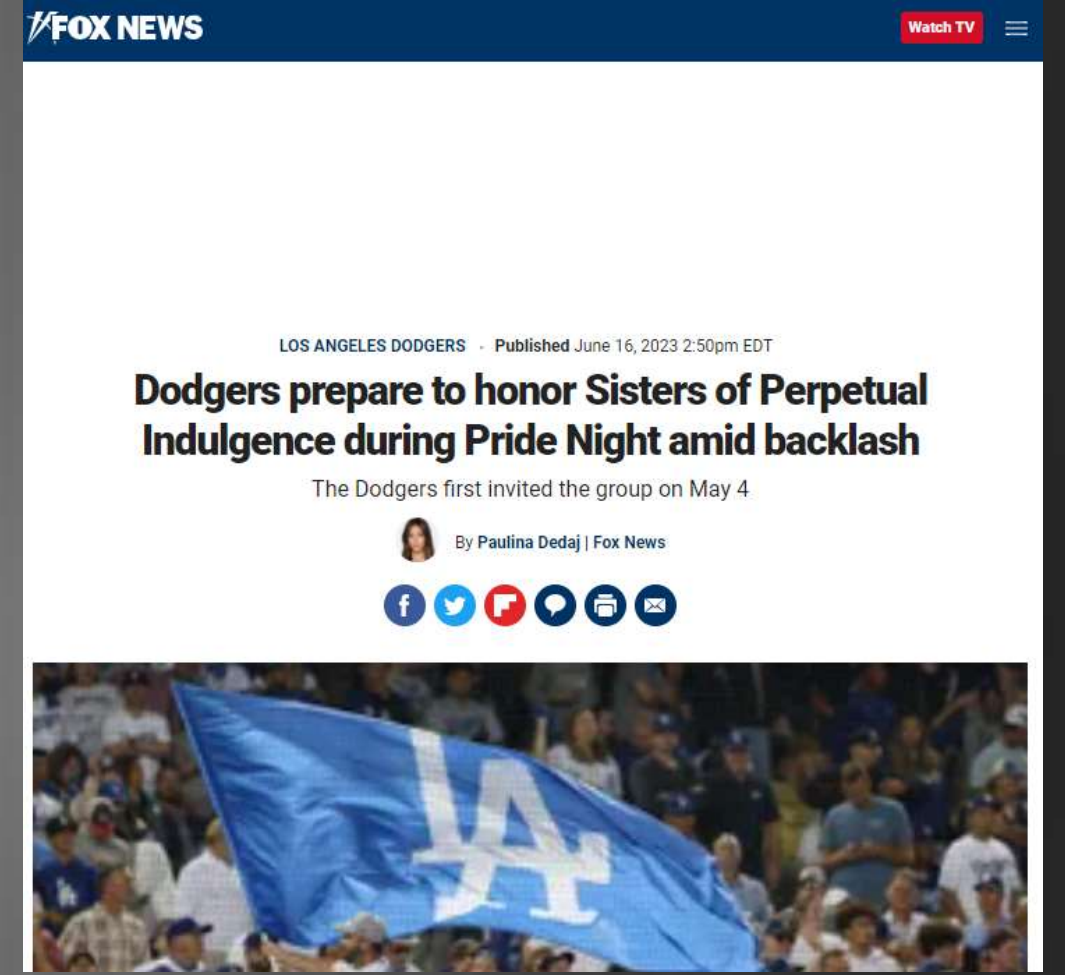 FOX NEWS
Watch TV
LOS ANGELES DODGERS · Published June 16, 2023 2:50pm EDT
Dodgers prepare to honor Sisters of Perpetual
Indulgence during Pride Night amid backlash
The Dodgers first invited the group on May 4
By Paulina Dedaj | Fox News
f
LA